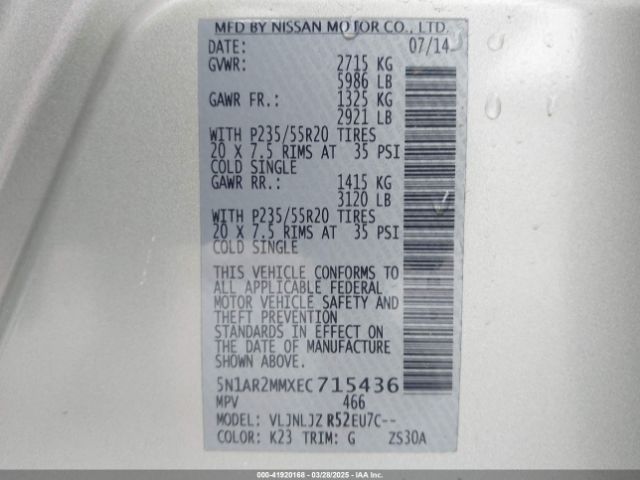 MFD BY NISSAN MOTOR CO., LTD.
DATE: 07/14
GVWR: 2715 KG
5986 LB
GAWR FR.: 1325 KG
2921 LB
WITH P235/55R20 TIRES
20 X 7.5 RIMS AT 35 PSI
COLD SINGLE
GAWR RR.: 1415 KG
3120 LB
WITH P235/55R20 TIRES
20 X 7.5 RIMS AT 35 PSI
COLD SINGLE
THIS VEHICLE CONFORMS TO
ALL APPLICABLE FEDERAL
MOTOR VEHICLE SAFETY AND
THEFT PREVENTION
STANDARDS IN EFFECT ON
THE DATE OF MANUFACTURE
SHOWN ABOVE.
5N1AR2MMXEC715436
MPV 466
MODEL: VLJNLJZ R52EU7C--
COLOR: K23 TRIM: G ZS30A
000-41920168 | 03/28/2025 | IAAI.COM